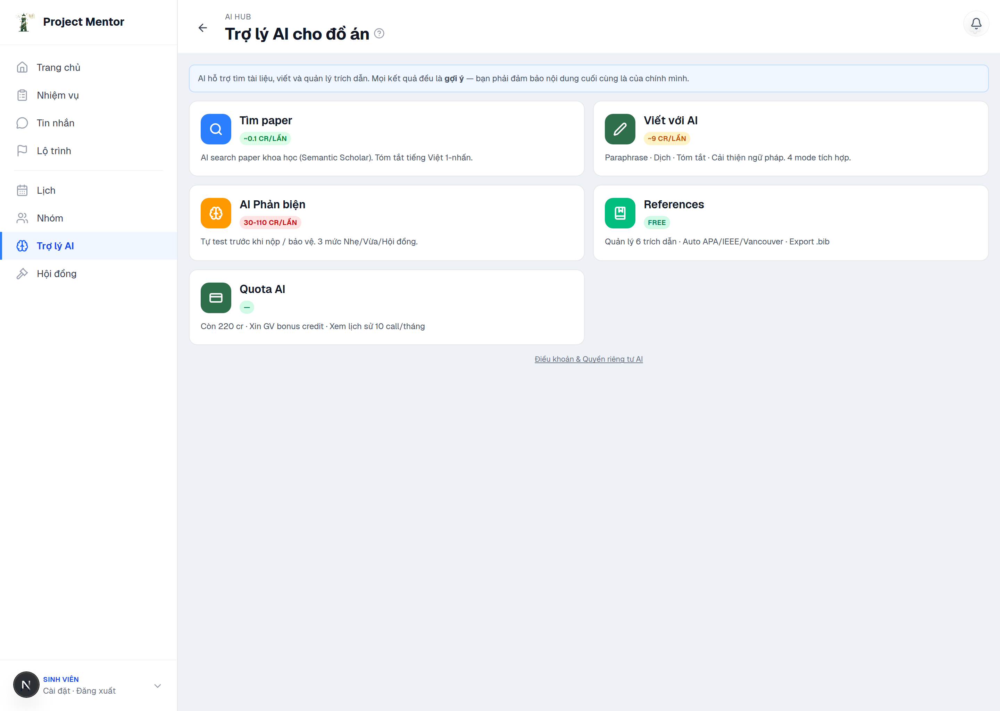 Project Mentor
Trang chủ
Nhiệm vụ
Tin nhắn
Lộ trình
Lịch
Nhóm
Trợ lý AI
Hội đồng
SINH VIÊN
Cài đặt · Đăng xuất
AI HUB
Trợ lý AI cho đồ án
AI hỗ trợ tìm tài liệu, viết và quản lý trích dẫn. Mọi kết quả đều là gợi ý — bạn phải đảm bảo nội dung cuối cùng là của chính mình.
Tìm paper
~0.1 CR/LẦN
AI search paper khoa học (Semantic Scholar). Tóm tắt tiếng Việt 1-nhấn.
Viết với AI
~9 CR/LẦN
Paraphrase · Dịch · Tóm tắt · Cải thiện ngữ pháp. 4 mode tích hợp.
AI Phản biện
30-110 CR/LẦN
Tự test trước khi nộp / bảo vệ. 3 mức Nhẹ/Vừa/Hội đồng.
References
FREE
Quản lý 6 trích dẫn · Auto APA/IEEE/Vancouver · Export .bib
Quota AI
—
Còn 220 cr · Xin GV bonus credit · Xem lịch sử 10 call/tháng
Điều khoản & Quyền riêng tư AI